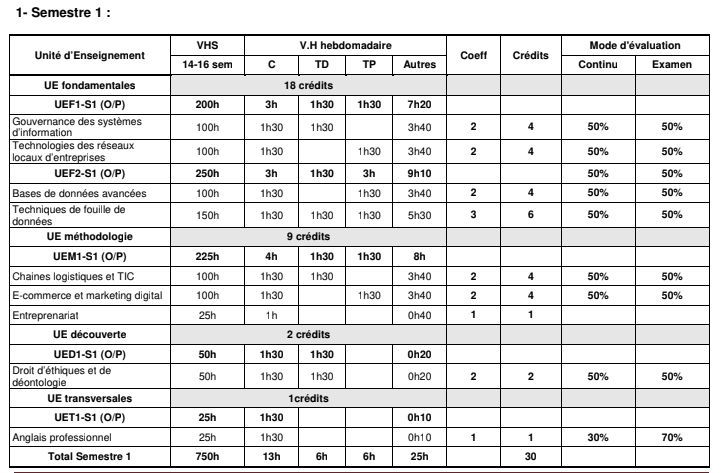 1- Semestre 1 :
Unité d'Enseignement VHS V.H hebdomadaire Coeff Crédits Mode d'évaluation
14-16 sem C TD TP Autres Continu Examen
UE fondamentales 18 crédits
UEF1-S1 (O/P) 200h 3h 1h30 1h30 7h20
Gouvernance des systèmes
d'information 100h 1h30 1h30 3h40 2 4 50% 50%
Technologies des réseaux
locaux d'entreprises 100h 1h30 1h30 3h40 2 4 50% 50%
UEF2-S1 (O/P) 250h 3h 1h30 3h 9h10 50% 50%
Bases de données avancées 100h 1h30 1h30 3h40 2 4 50% 50%
Techniques de fouille de
données 150h 1h30 1h30 1h30 5h30 3 6 50% 50%
UE méthodologie 9 crédits
UEM1-S1 (O/P) 225h 4h 1h30 1h30 8h
Chaines logistiques et TIC 100h 1h30 1h30 3h40 2 4 50% 50%
E-commerce et marketing digital 100h 1h30 1h30 3h40 2 4 50% 50%
Entreprenariat 25h 1h 0h40 1 1
UE découverte 2 crédits
UED1-S1 (O/P) 50h 1h30 1h30 0h20
Droit d'éthiques et de
déontologie 50h 1h30 1h30 0h20 2 2 50% 50%
UE transversales 1crédits
UET1-S1 (O/P) 25h 1h30 0h10
Anglais professionnel 25h 1h30 0h10 1 1 30% 70%
Total Semestre 1 750h 13h 6h 6h 25h 30